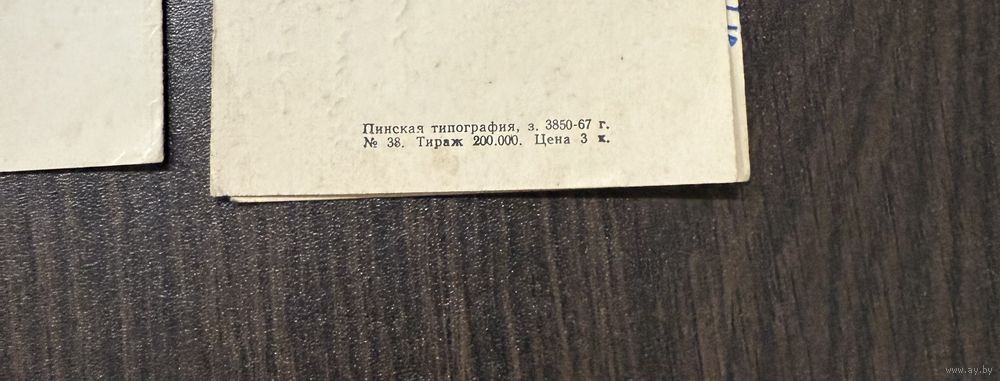 Пинская типография, з. 3850-67 г.
№ 38. Тираж 200.000. Цена 3 к.
www.ay.by